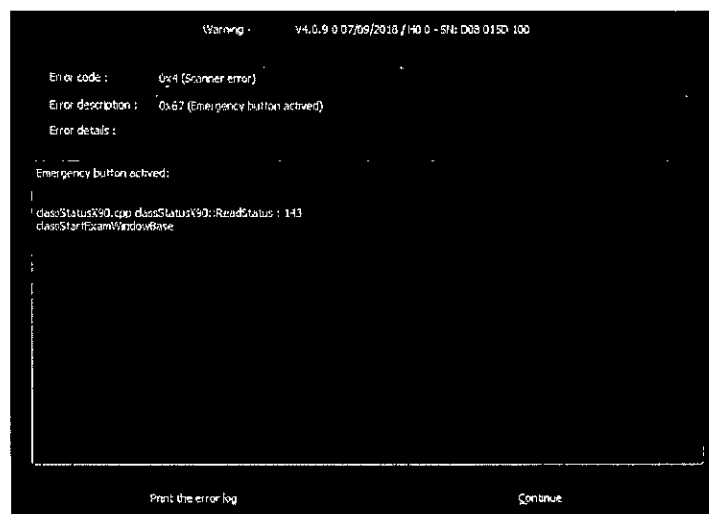 Warning - V4.0.9 0 07/09/2018 / H0 0 - SN: D08 015D 100
Error code : 0x4 (Scanner error)
Error description : 0x67 (Emergency button actived)
Error details :
Emergency button actived:
classStatusX90.cpp classStatusX90::ReadStatus : 143
classStartExamWindowBase
Print the error log Continue